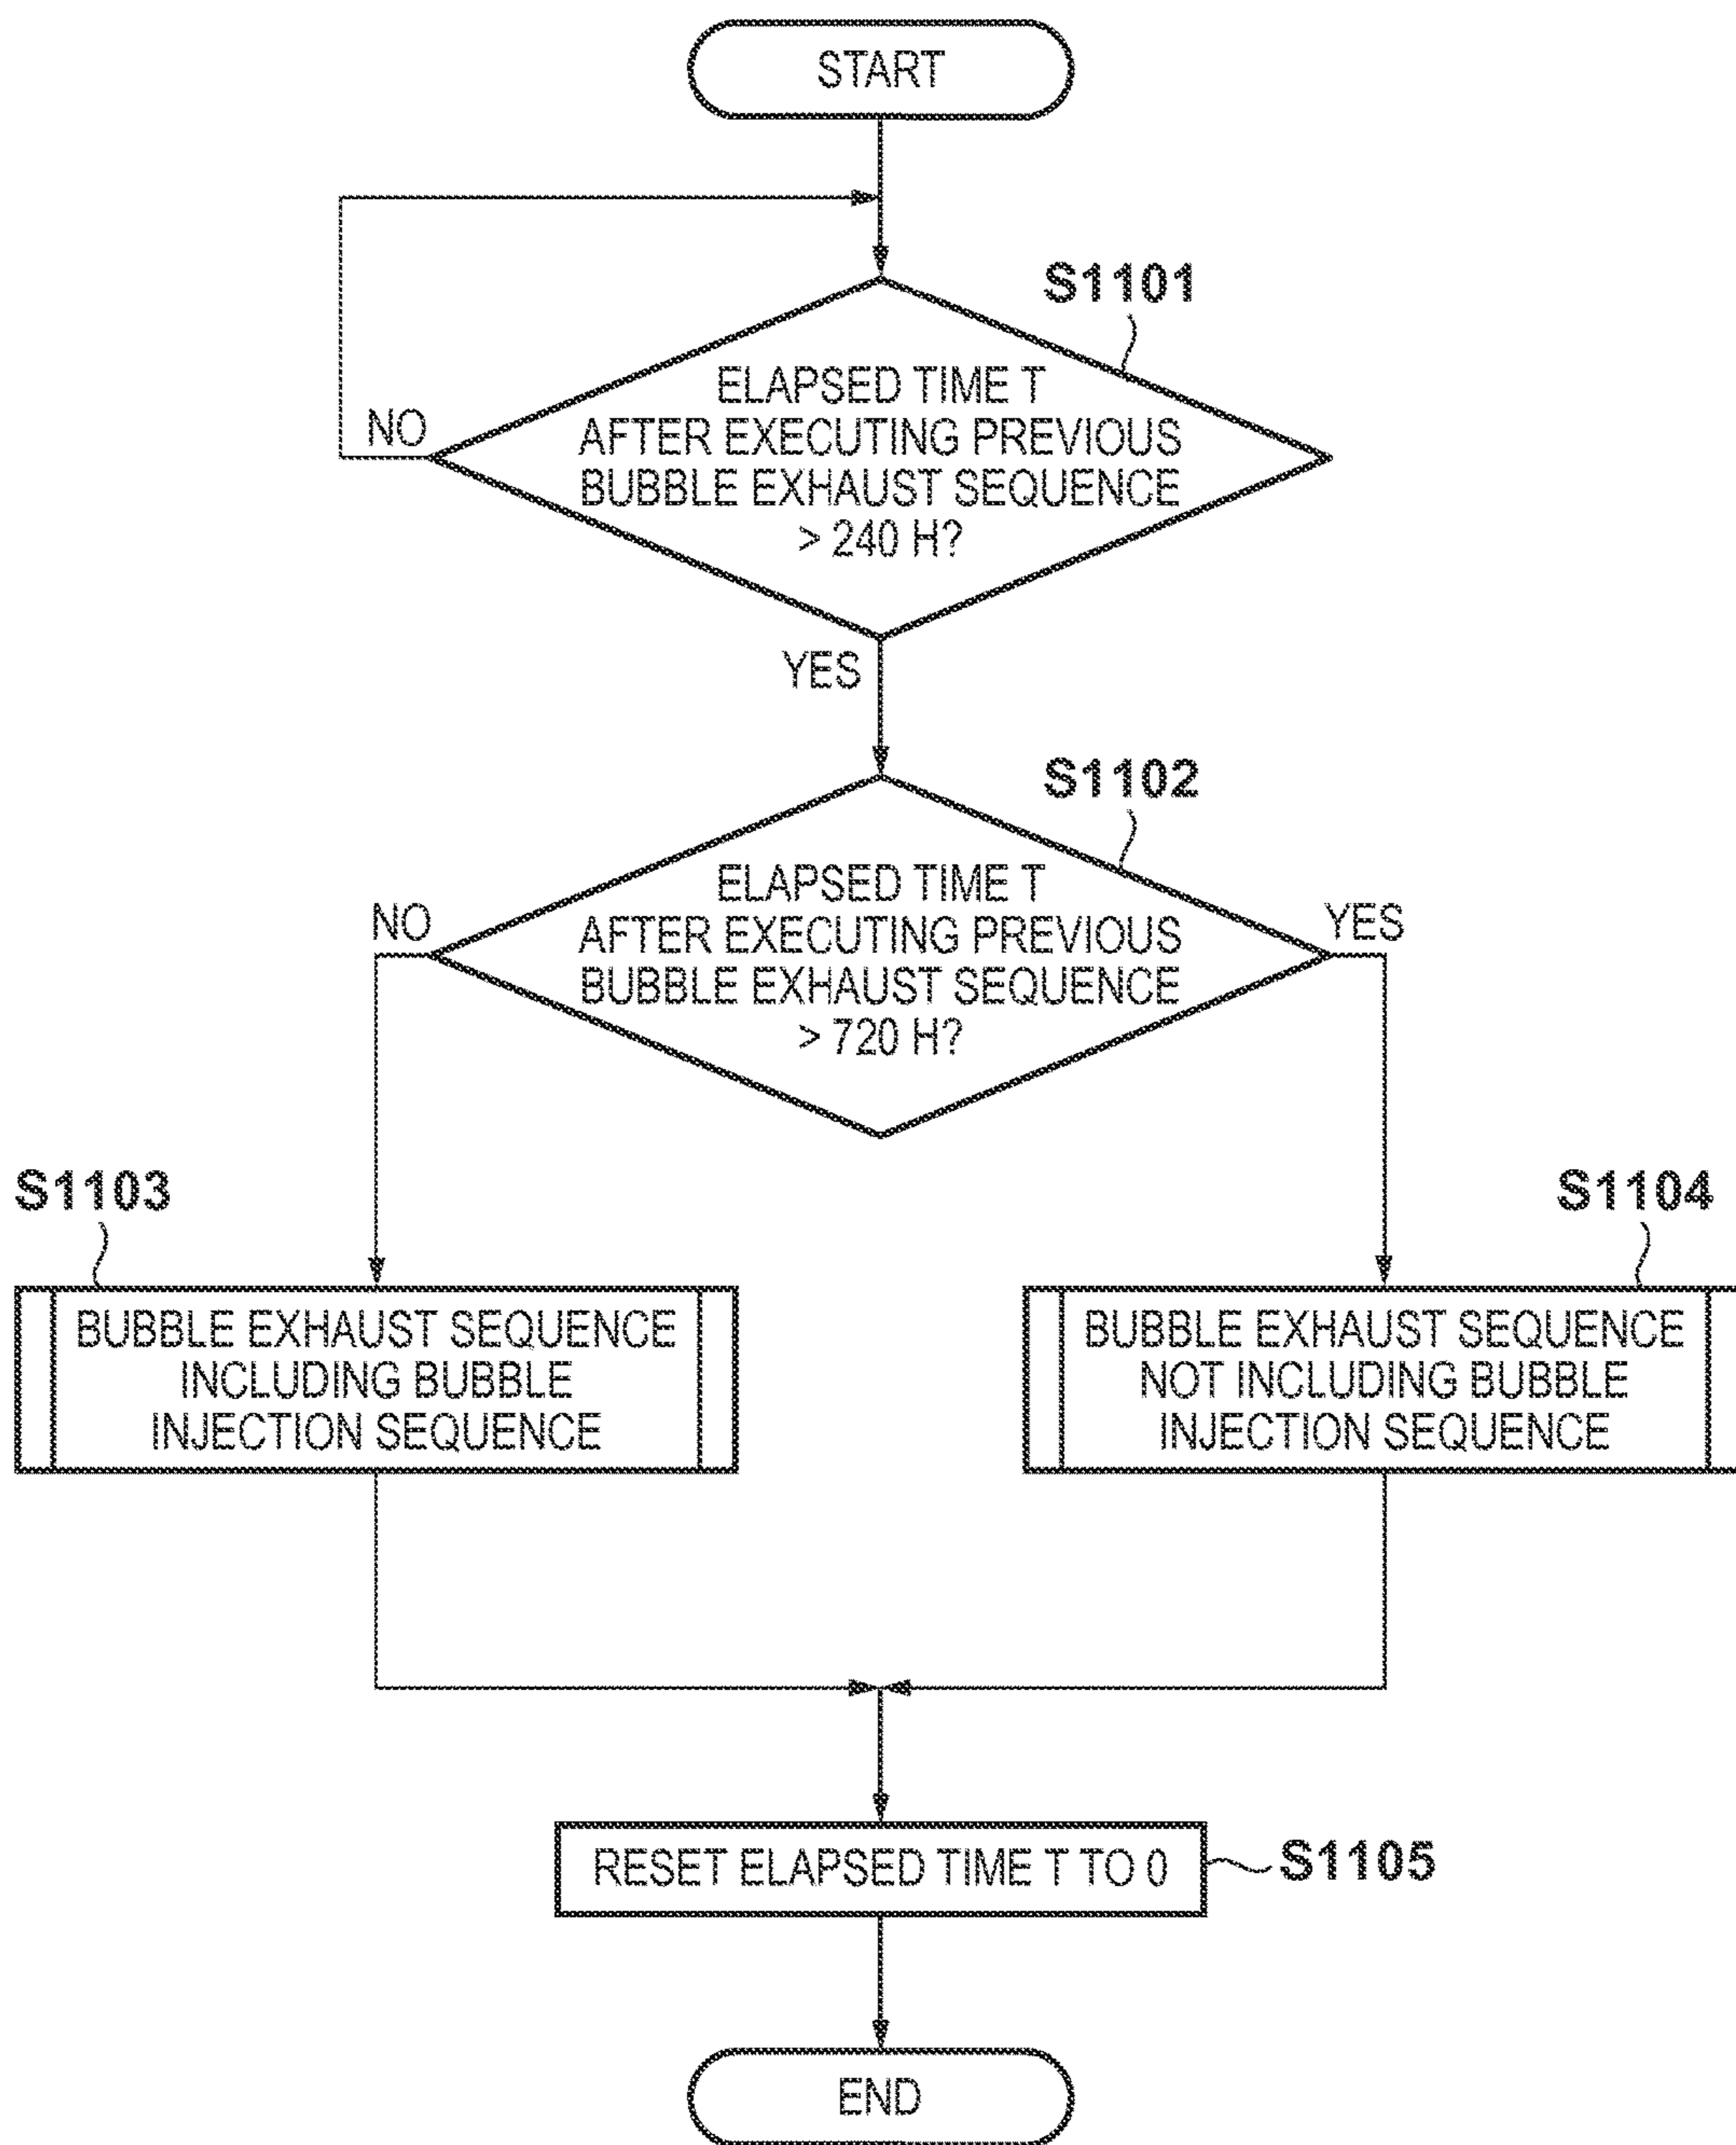 START
S1101
ELAPSED TIME T
AFTER EXECUTING PREVIOUS
BUBBLE EXHAUST SEQUENCE
> 240 H?
NO
YES
S1102
ELAPSED TIME T
AFTER EXECUTING PREVIOUS
BUBBLE EXHAUST SEQUENCE
> 720 H?
NO
YES
S1103
BUBBLE EXHAUST SEQUENCE
INCLUDING BUBBLE
INJECTION SEQUENCE
S1104
BUBBLE EXHAUST SEQUENCE
NOT INCLUDING BUBBLE
INJECTION SEQUENCE
RESET ELAPSED TIME T TO 0
S1105
END